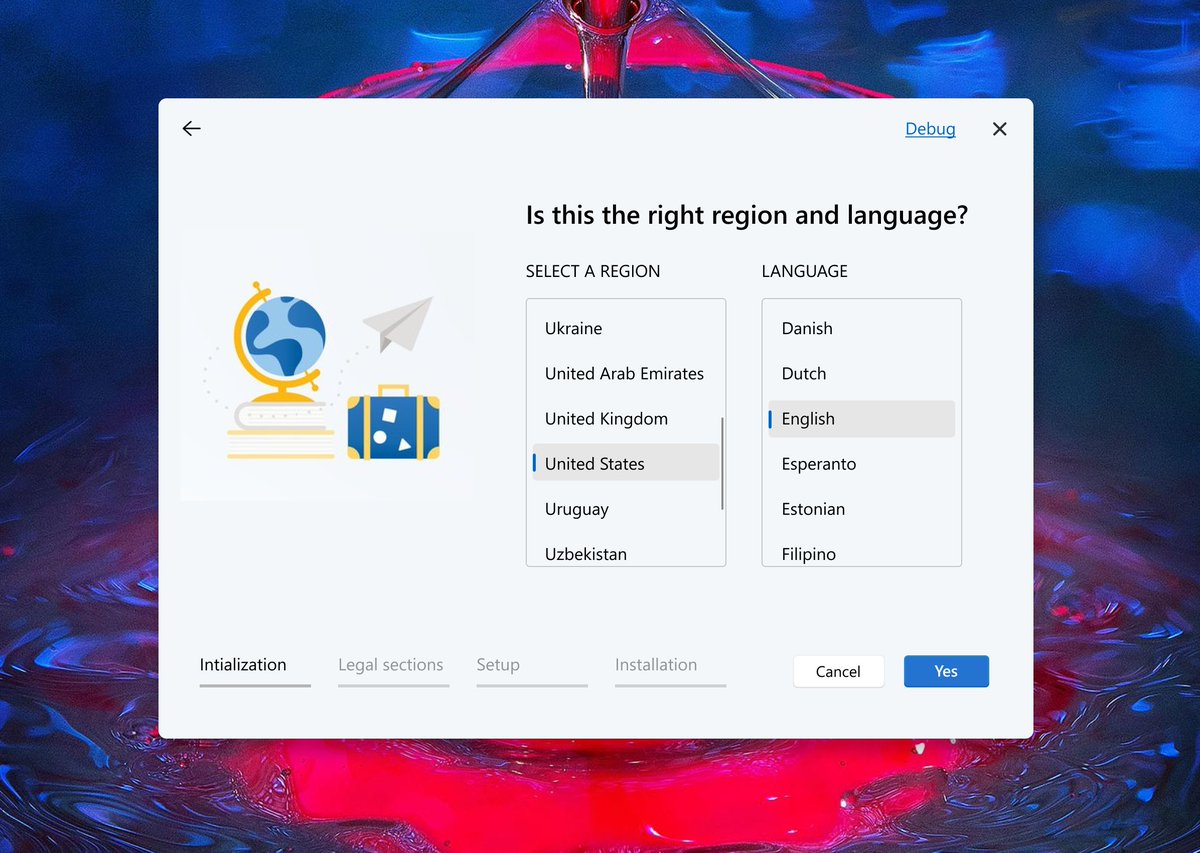 Debug
Is this the right region and language?
SELECT A REGION
Ukraine
United Arab Emirates
United Kingdom
United States
Uruguay
Uzbekistan
LANGUAGE
Danish
Dutch
English
Esperanto
Estonian
Filipino
Intialization
Legal sections
Setup
Installation
Cancel
Yes